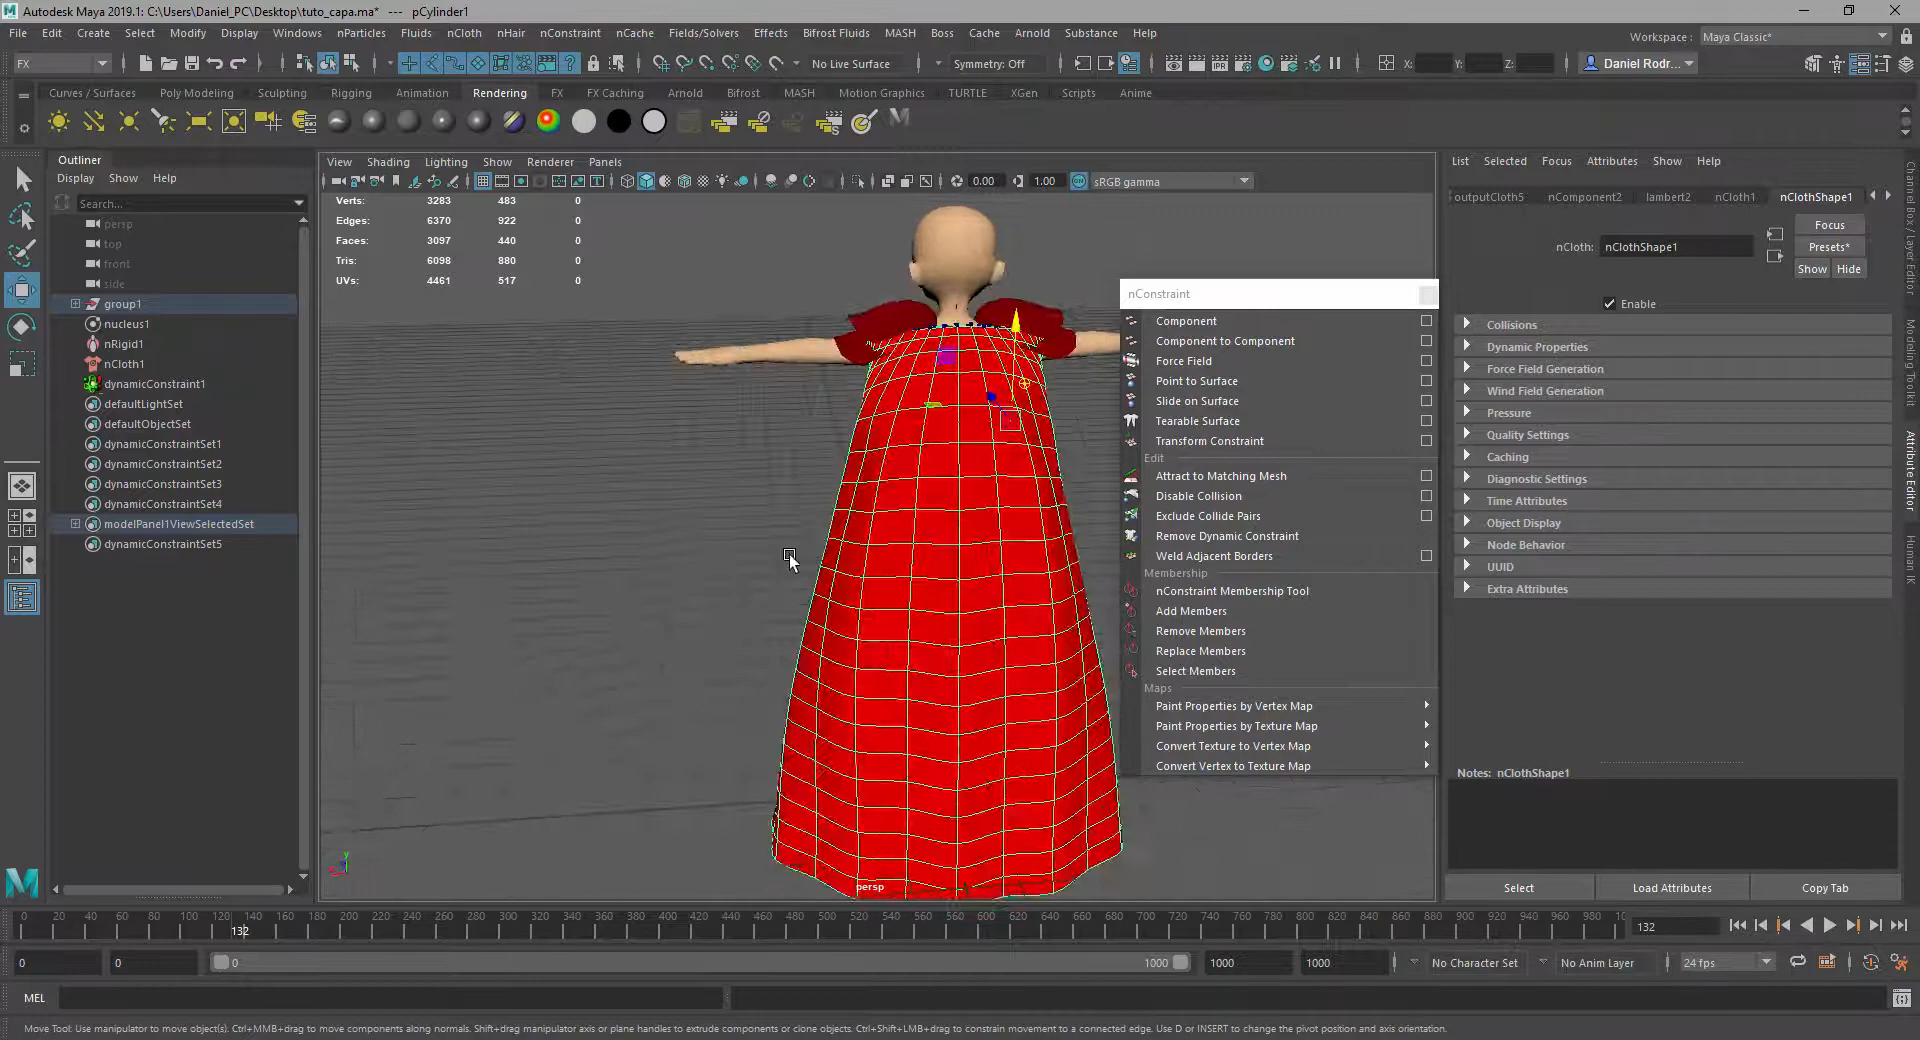 Autodesk Maya 2019.1: C:\Users\Daniel_PC\Desktop\tuto_capa.ma* --- pCylinder1
File Edit Create Select Modify Display Windows nParticles Fluids nCloth nHair nConstraint nCache Fields/Solvers Effects Bifrost Fluids MASH Boss Cache Arnold Substance Help
Workspace : Maya Classic*
FX No Live Surface Symmetry: Off X: Y: Z: Daniel Rodr...
Curves / Surfaces Poly Modeling Sculpting Rigging Animation Rendering FX FX Caching Arnold Bifrost MASH Motion Graphics TURTLE XGen Scripts Anime
IPR
Outliner
Display Show Help
Search...
persp
top
front
side
group1
nucleus1
nRigid1
nCloth1
dynamicConstraint1
defaultLightSet
defaultObjectSet
dynamicConstraintSet1
dynamicConstraintSet2
dynamicConstraintSet3
dynamicConstraintSet4
modelPanel1ViewSelectedSet
dynamicConstraintSet5
View Shading Lighting Show Renderer Panels
0.00 1.00 sRGB gamma
Verts: 3283 483 0
Edges: 6370 922 0
Faces: 3097 440 0
Tris: 6098 880 0
UVs: 4461 517 0
persp
y
nConstraint
Component
Component to Component
Force Field
Point to Surface
Slide on Surface
Tearable Surface
Transform Constraint
Edit
Attract to Matching Mesh
Disable Collision
Exclude Collide Pairs
Remove Dynamic Constraint
Weld Adjacent Borders
Membership
nConstraint Membership Tool
Add Members
Remove Members
Replace Members
Select Members
Maps
Paint Properties by Vertex Map
Paint Properties by Texture Map
Convert Texture to Vertex Map
Convert Vertex to Texture Map
List Selected Focus Attributes Show Help
outputCloth5 nComponent2 lambert2 nCloth1 nClothShape1
Focus
nCloth: nClothShape1
Presets*
Show Hide
Enable
Collisions
Dynamic Properties
Force Field Generation
Wind Field Generation
Pressure
Quality Settings
Caching
Diagnostic Settings
Time Attributes
Object Display
Node Behavior
UUID
Extra Attributes
Notes: nClothShape1
Select Load Attributes Copy Tab
Channel Box / Layer Editor
Modeling Toolkit
Attribute Editor
Human IK
0 20 40 60 80 100 120 140 160 180 200 220 240 260 280 300 320 340 360 380 400 420 440 460 480 500 520 540 560 580 600 620 640 660 680 700 720 740 760 780 800 820 840 860 880 900 920 940 960 980 10
132
132
0 0 0 1000 1000 1000 No Character Set No Anim Layer 24 fps
MEL
Move Tool: Use manipulator to move object(s). Ctrl+MMB+drag to move components along normals. Shift+drag manipulator axis or plane handles to extrude components or clone objects. Ctrl+Shift+LMB+drag to constrain movement to a connected edge. Use D or INSERT to change the pivot position and axis orientation.